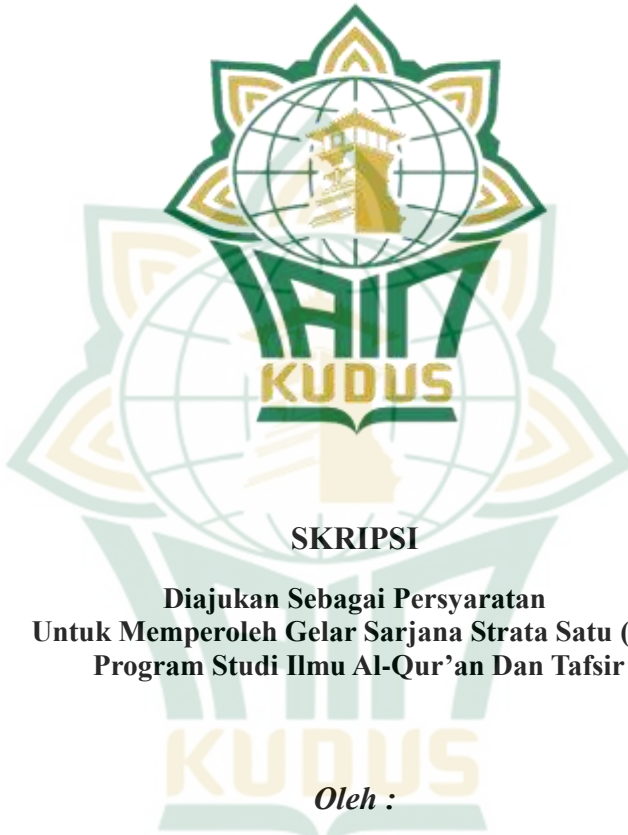 IAIN
KUDUS
SKRIPSI
Diajukan Sebagai Persyaratan
Untuk Memperoleh Gelar Sarjana Strata Satu (
Program Studi Ilmu Al-Qur’an Dan Tafsir
KUDUS
Oleh :